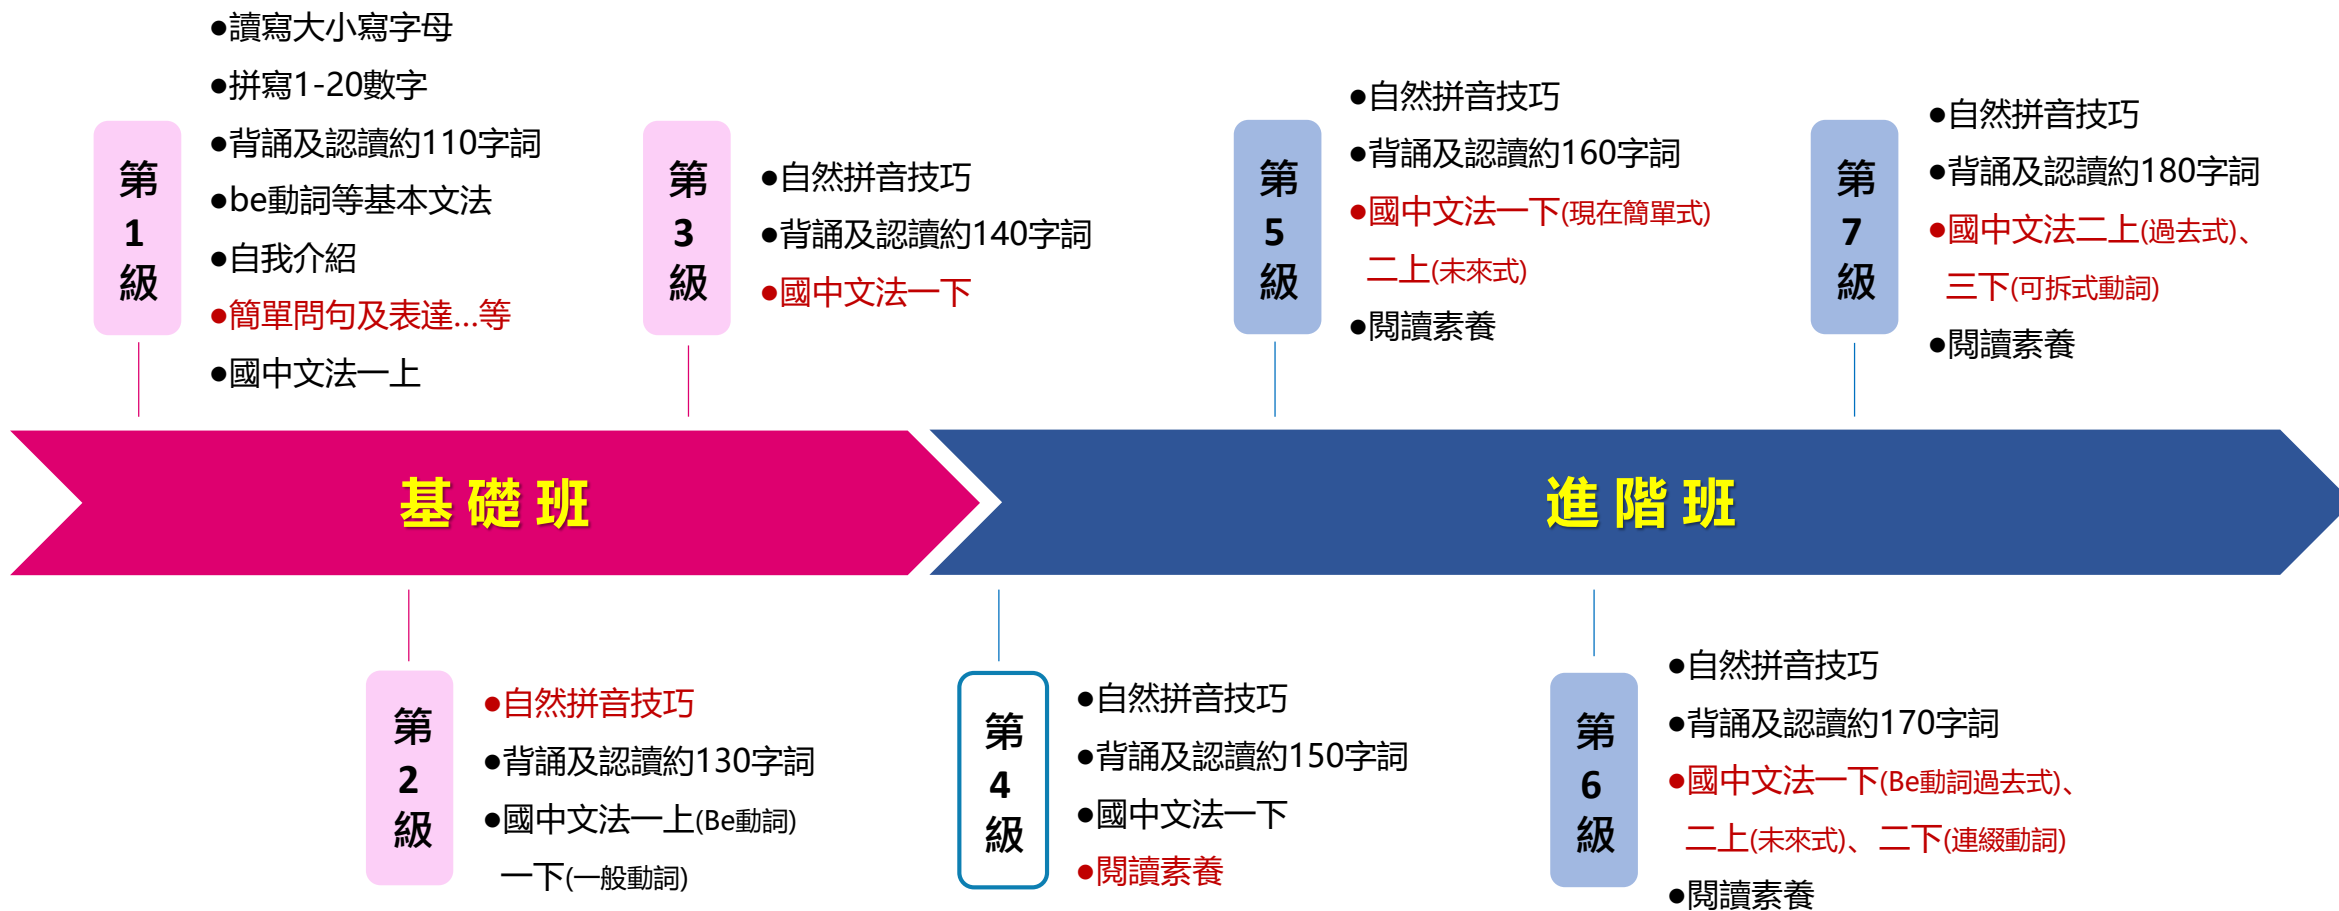 第1級
●讀寫大小寫字母
●拼寫1-20數字
●背誦及認讀約110字詞
●be動詞等基本文法
●自我介紹
●簡單問句及表達...等
●國中文法一上
第3級
●自然拼音技巧
●背誦及認讀約140字詞
●國中文法一下
第5級
●自然拼音技巧
●背誦及認讀約160字詞
●國中文法一下(現在簡單式)
二上(未來式)
●閱讀素養
第7級
●自然拼音技巧
●背誦及認讀約180字詞
●國中文法二上(過去式)、
三下(可拆式動詞)
●閱讀素養
基礎班
進階班
第2級
●自然拼音技巧
●背誦及認讀約130字詞
●國中文法一上(Be動詞)
一下(一般動詞)
第4級
●自然拼音技巧
●背誦及認讀約150字詞
●國中文法一下
●閱讀素養
第6級
●自然拼音技巧
●背誦及認讀約170字詞
●國中文法一下(Be動詞過去式)、
二上(未來式)、二下(連綴動詞)
●閱讀素養